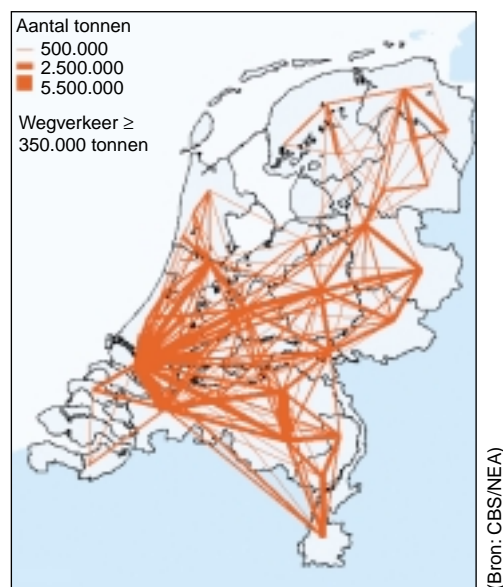 Aantal tonnen
500.000
2.500.000
5.500.000
Wegverkeer ≥
350.000 tonnen
(Bron: CBS/NEA)